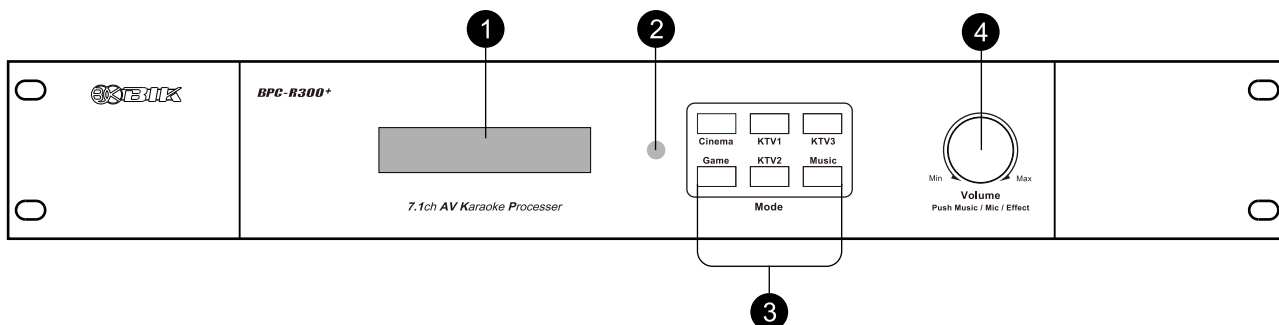 1
2
4
BIK
BPC-R300+
Cinema KTV1 KTV3
Game KTV2 Music
Min Max
Volume
Push Music / Mic / Effect
7.1ch AV Karaoke Processer
Mode
3